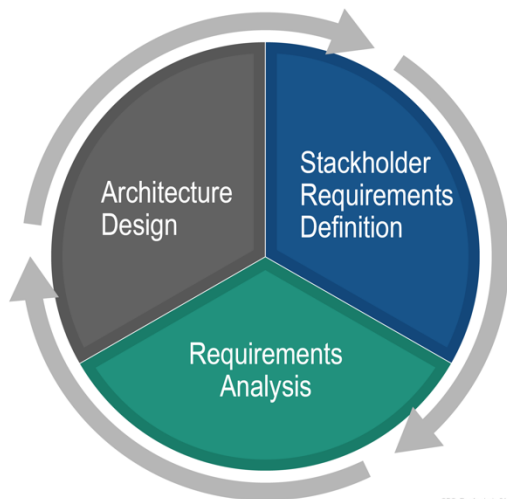 Stackholder
Requirements
Definition
Architecture
Design
Requirements
Analysis